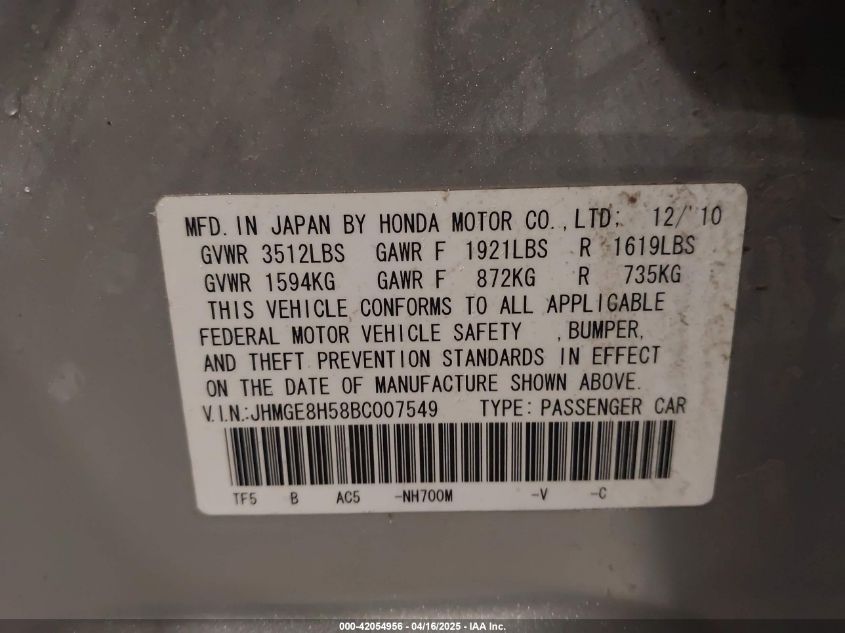 MFD. IN JAPAN BY HONDA MOTOR CO., LTD; 12/'10
GVWR 3512LBS GAWR F 1921LBS R 1619LBS
GVWR 1594KG GAWR F 872KG R 735KG
THIS VEHICLE CONFORMS TO ALL APPLICABLE
FEDERAL MOTOR VEHICLE SAFETY , BUMPER,
AND THEFT PREVENTION STANDARDS IN EFFECT
ON THE DATE OF MANUFACTURE SHOWN ABOVE.
V.I.N.:JHMGE8H58BC007549 TYPE: PASSENGER CAR
TF5 B AC5 -NH700M -V -C
000-42054956 - 04/16/2025 - IAA Inc.